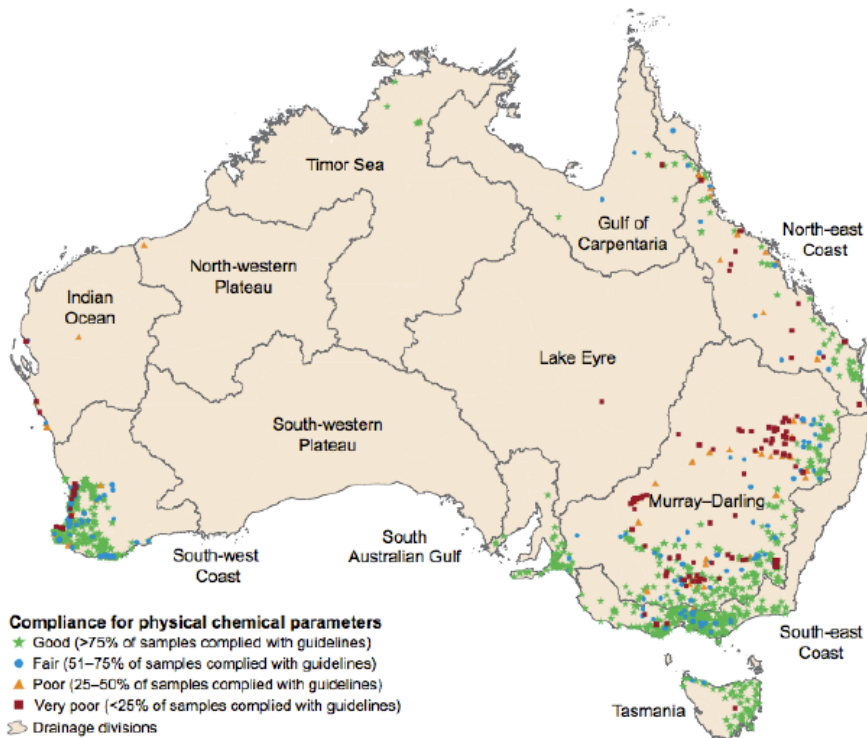 Timor Sea
Gulf of
Carpentaria
North-east
Coast
North-western
Plateau
Indian
Ocean
Lake Eyre
South-western
Plateau
Murray–Darling
South
Australian Gulf
South-west
Coast
South-east
Coast
Tasmania
Compliance for physical chemical parameters
Good (>75% of samples complied with guidelines)
Fair (51–75% of samples complied with guidelines)
Poor (25–50% of samples complied with guidelines)
Very poor (<25% of samples complied with guidelines)
Drainage divisions